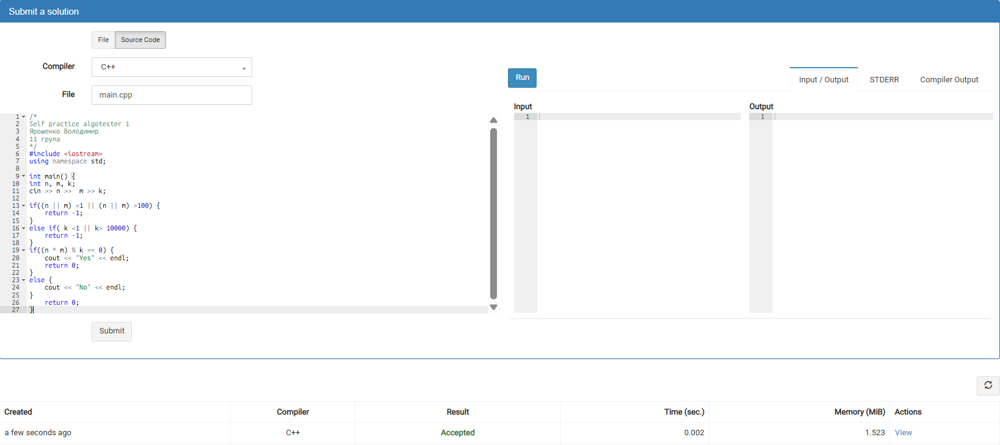 Submit a solution
File Source Code
Compiler C++
File main.cpp
Run Input / Output STDERR Compiler Output
1 /*
2 Self practice algotester 1
3 Ярошенко Володимир
4 11 група
5 */
6 #include <iostream>
7 using namespace std;
8
9 int main() {
10 int n, m, k;
11 cin >> n >>  m >> k;
12
13 if((n || m) <1 || (n || m) >100) {
14     return -1;
15 }
16 else if( k <1 || k> 10000) {
17     return -1;
18 }
19 if((n * m) % k == 0) {
20     cout << "Yes" << endl;
21     return 0;
22 }
23 else {
24     cout << "No" << endl;
25 }
26     return 0;
27 }
Input
1
Output
1
Submit
Created Compiler Result Time (sec.) Memory (MiB) Actions
a few seconds ago C++ Accepted 0.002 1.523 View